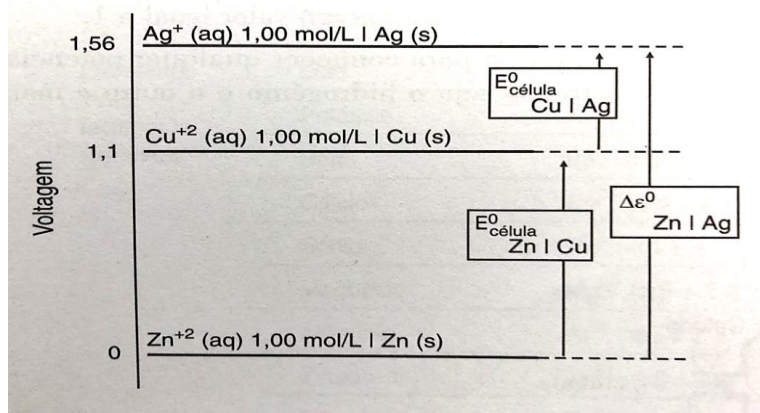 Voltagem
1,56
Ag⁺ (aq) 1,00 mol/L | Ag (s)
E⁰célula
Cu | Ag
1,1
Cu⁺² (aq) 1,00 mol/L | Cu (s)
Δε⁰
Zn | Ag
E⁰célula
Zn | Cu
0
Zn⁺² (aq) 1,00 mol/L | Zn (s)